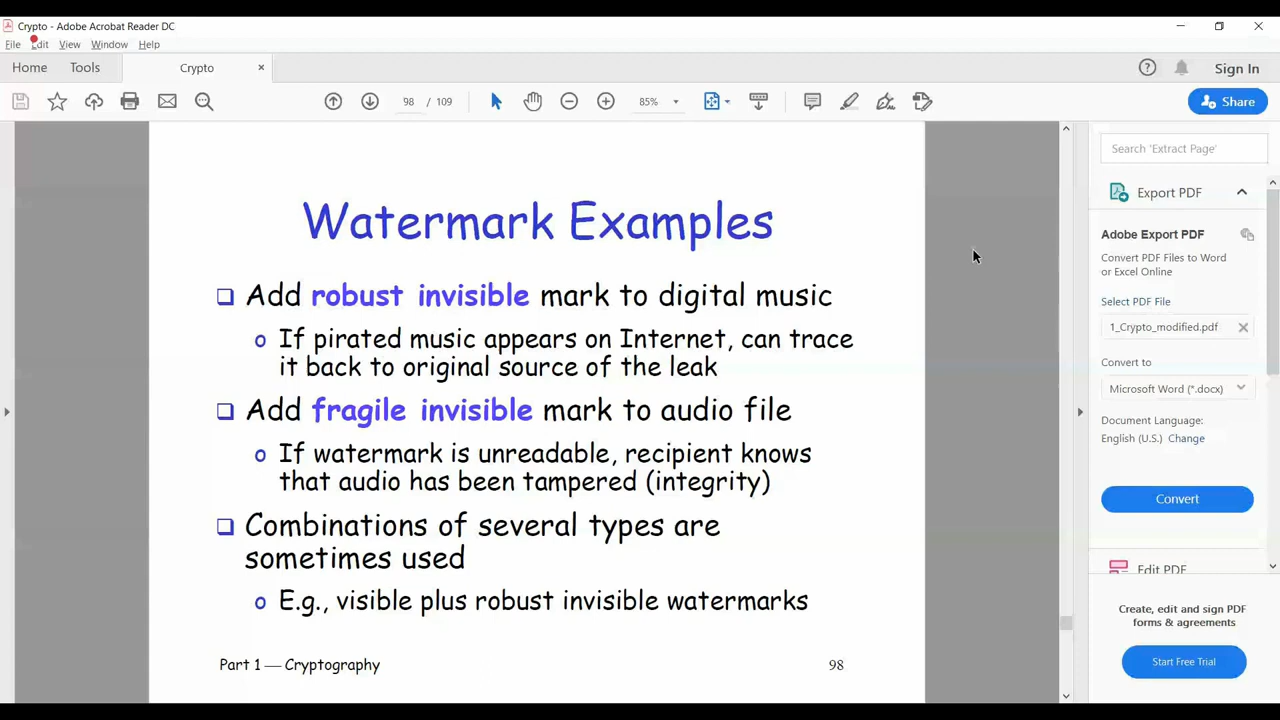 Crypto - Adobe Acrobat Reader DC
File Edit View Window Help
Home Tools Crypto × Sign In
98 / 109 85% Share
Watermark Examples
Add robust invisible mark to digital music
o If pirated music appears on Internet, can trace
it back to original source of the leak
Add fragile invisible mark to audio file
o If watermark is unreadable, recipient knows
that audio has been tampered (integrity)
Combinations of several types are
sometimes used
o E.g., visible plus robust invisible watermarks
Part 1 — Cryptography 98
Search 'Extract Page'
Export PDF
Adobe Export PDF
Convert PDF Files to Word
or Excel Online
Select PDF File
1_Crypto_modified.pdf
Convert to
Microsoft Word (*.docx)
Document Language:
English (U.S.) Change
Convert
Edit PDF
Create, edit and sign PDF
forms & agreements
Start Free Trial